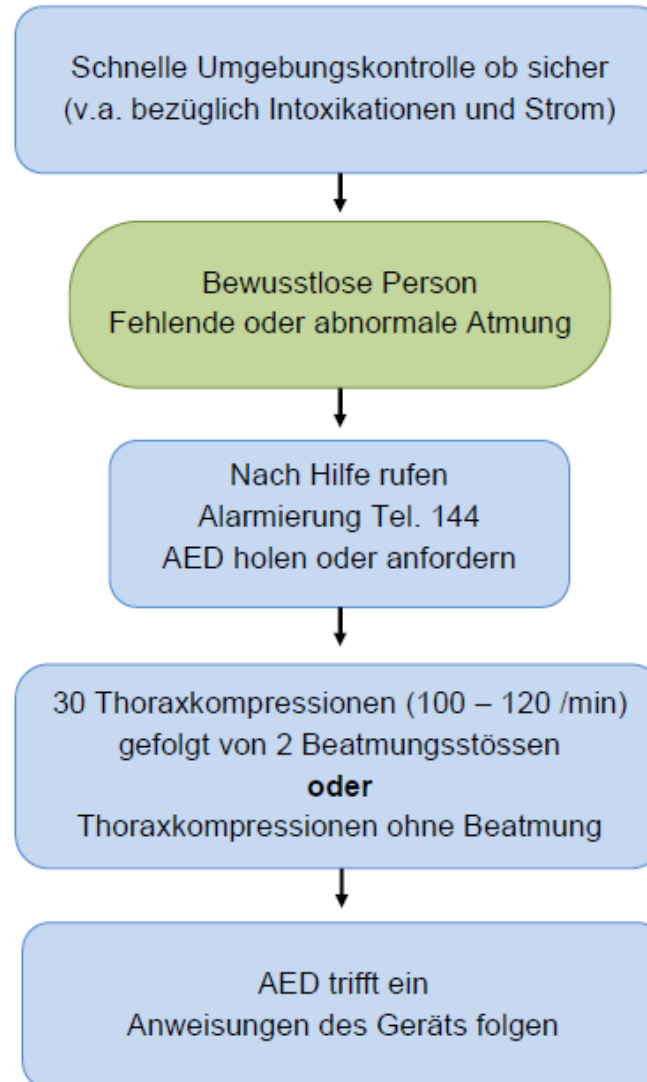 Schnelle Umgebungskontrolle ob sicher
(v.a. bezüglich Intoxikationen und Strom)
Bewusstlose Person
Fehlende oder abnormale Atmung
Nach Hilfe rufen
Alarmierung Tel. 144
AED holen oder anfordern
30 Thoraxkompressionen (100 – 120 /min)
gefolgt von 2 Beatmungsstössen
oder
Thoraxkompressionen ohne Beatmung
AED trifft ein
Anweisungen des Geräts folgen